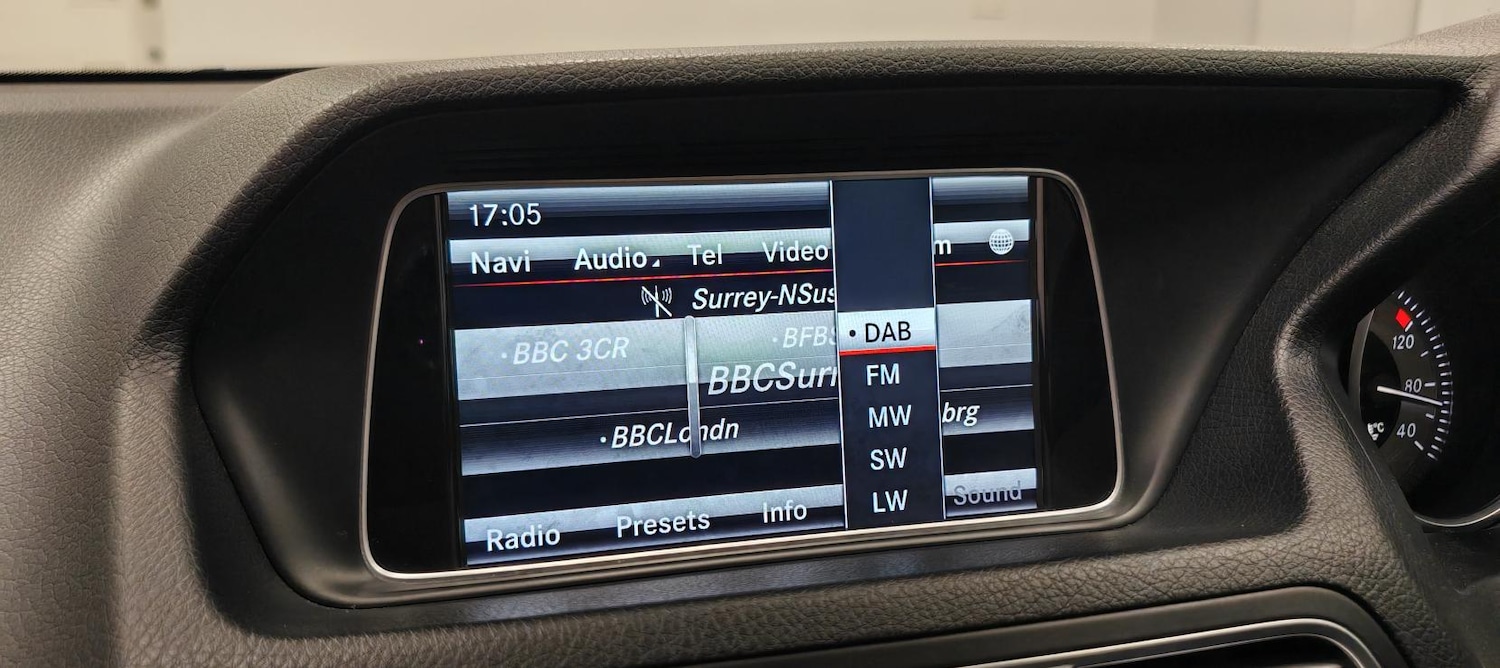 17:05
Navi Audio Tel Video m
Surrey-NSus
• BBC 3CR • BFBS
BBCSurr
• BBCLondn brg
• DAB
FM
MW
SW
LW
Radio Presets Info Sound
120
80
40
°C